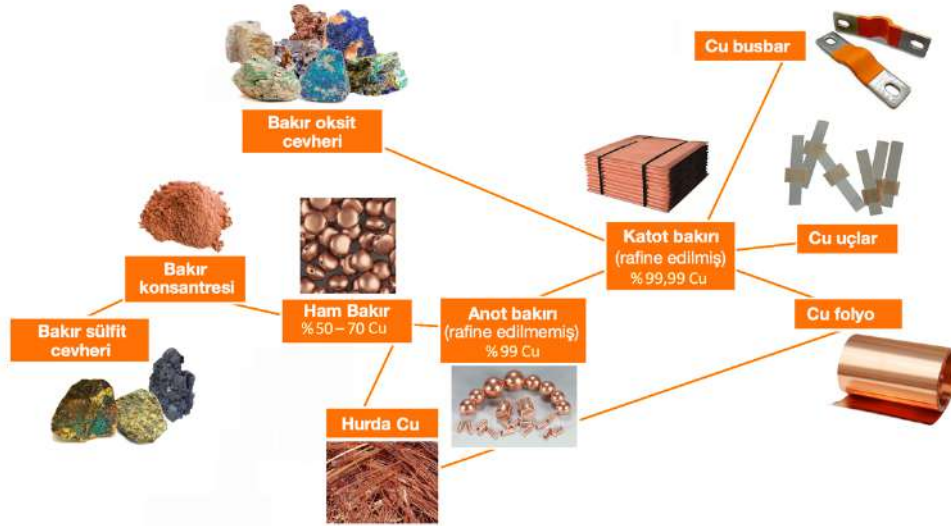 Cu busbar
Bakır oksit
cevheri
Katot bakırı
(rafine edilmiş)
%99,99 Cu
Cu uçlar
Bakır
konsantresi
Ham Bakır
%50–70 Cu
Anot bakırı
(rafine edilmemiş)
%99 Cu
Cu folyo
Bakır sülfit
cevheri
Hurda Cu